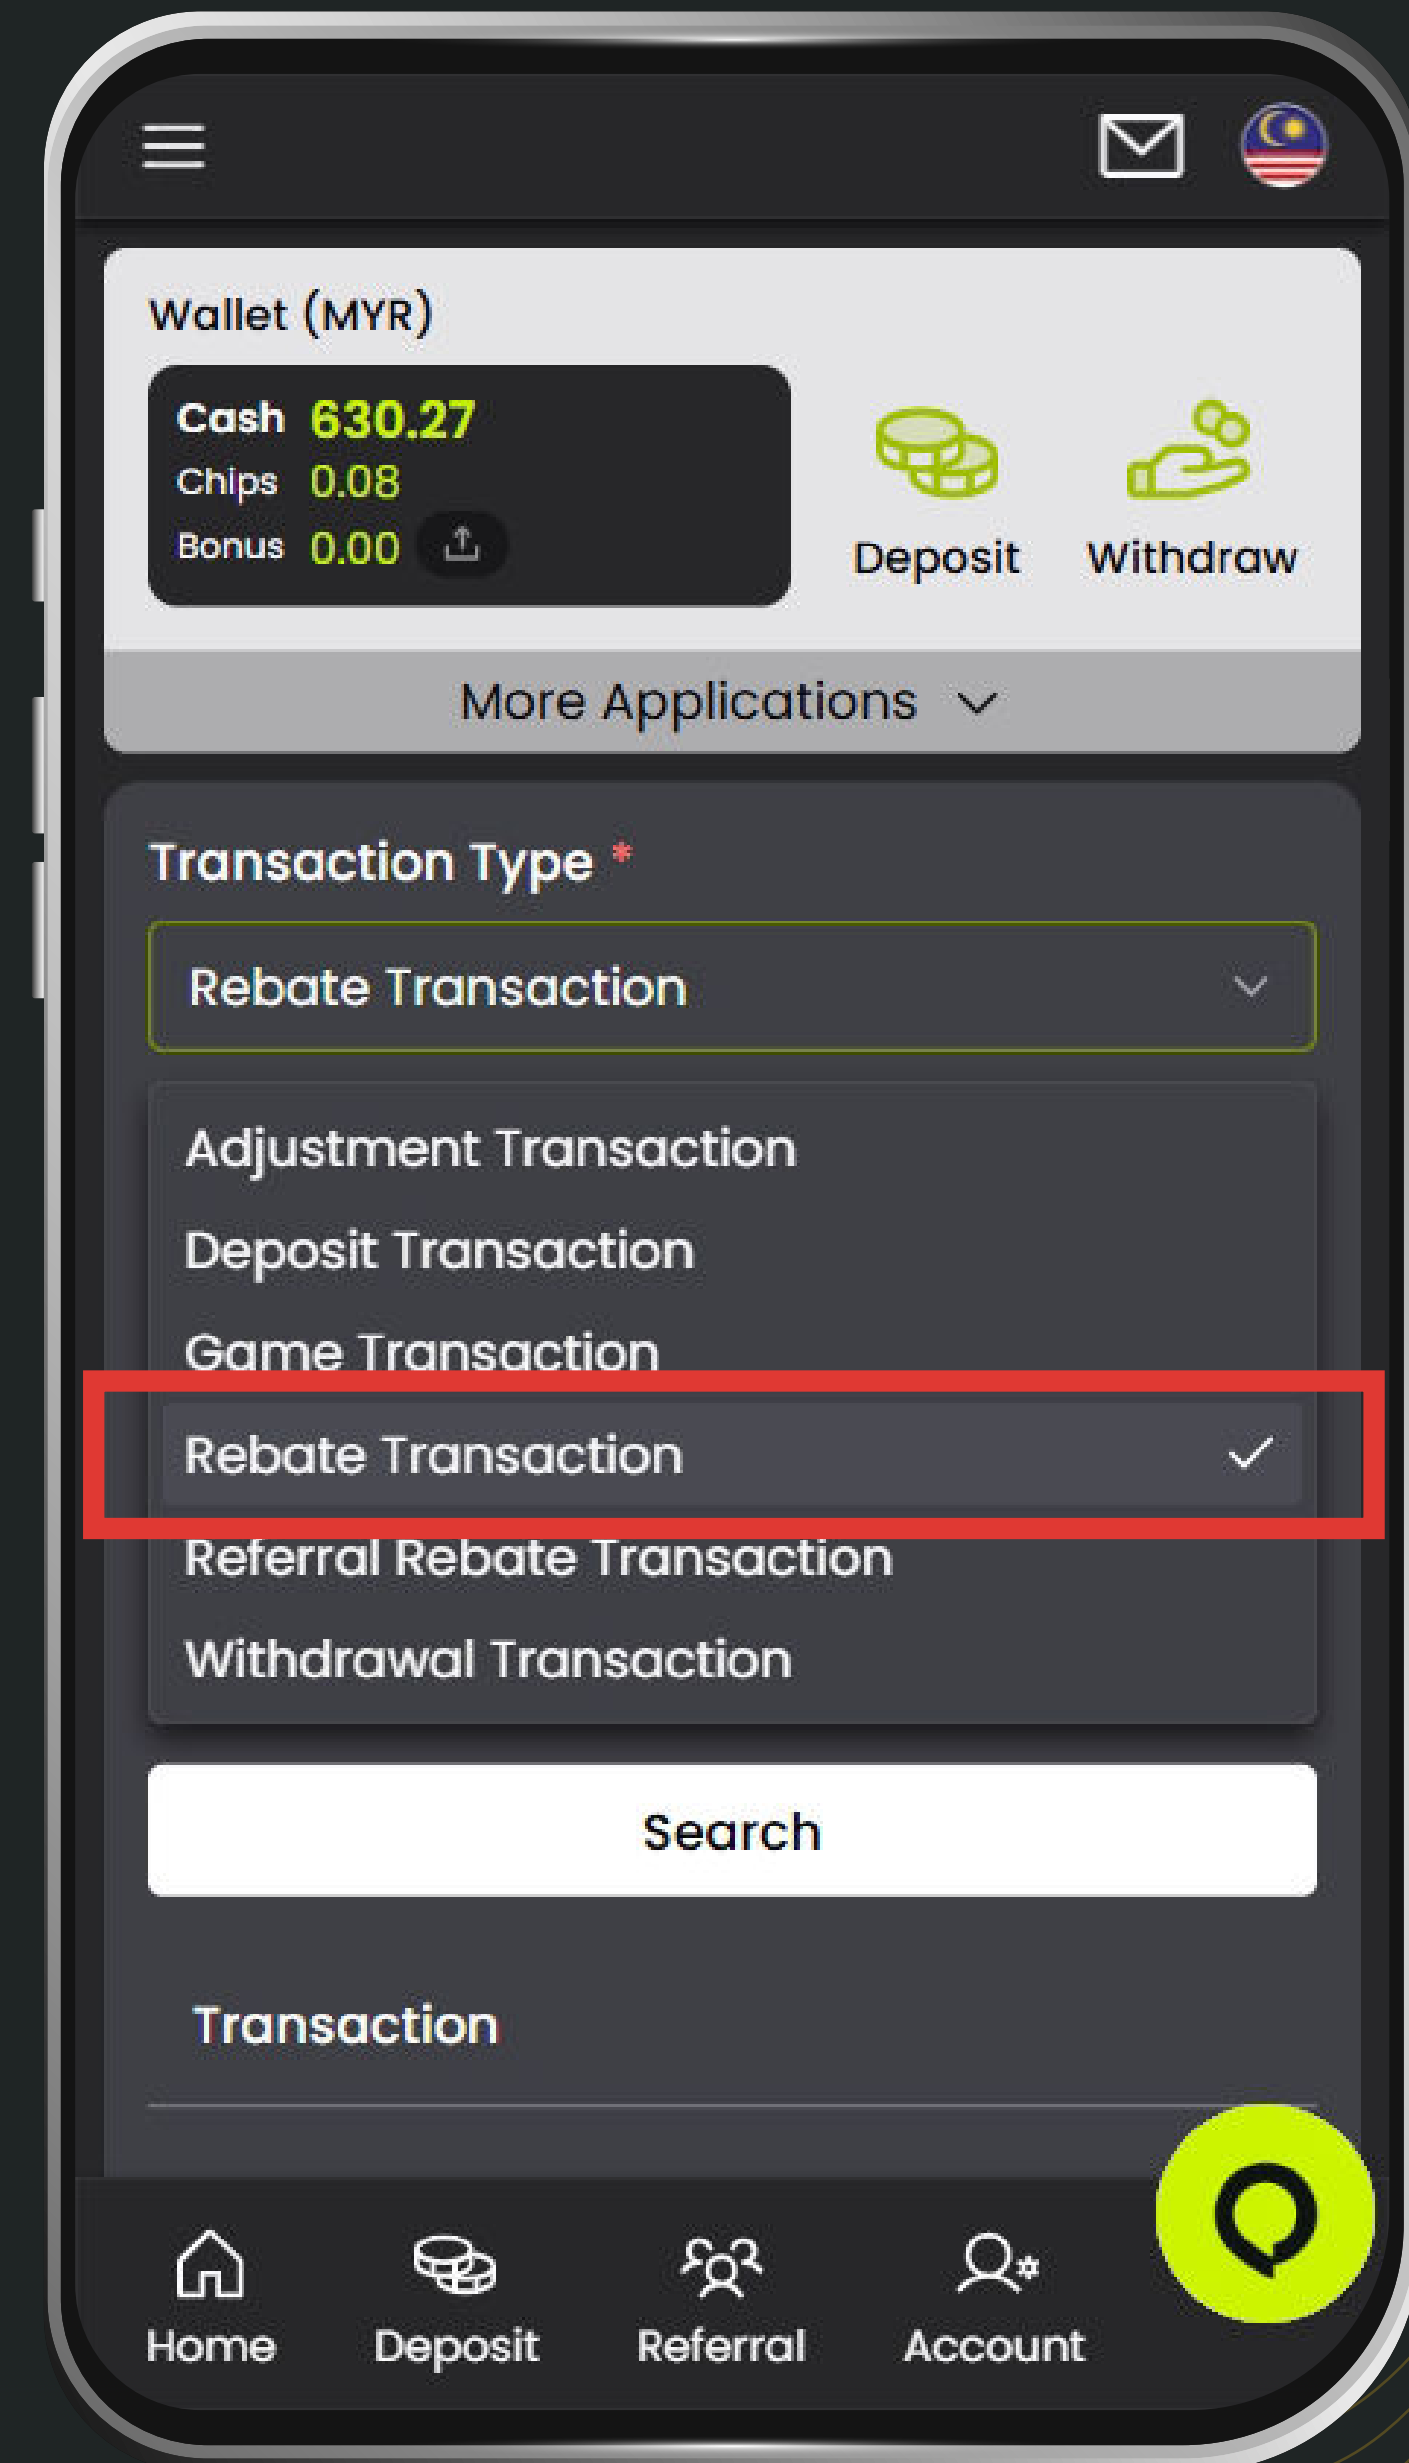 Wallet (MYR)
Cash 630.27
Chips 0.08
Bonus 0.00
Deposit Withdraw
More Applications
Transaction Type *
Rebate Transaction
Adjustment Transaction
Deposit Transaction
Game Transaction
Rebate Transaction
Referral Rebate Transaction
Withdrawal Transaction
Search
Transaction
Home Deposit Referral Account